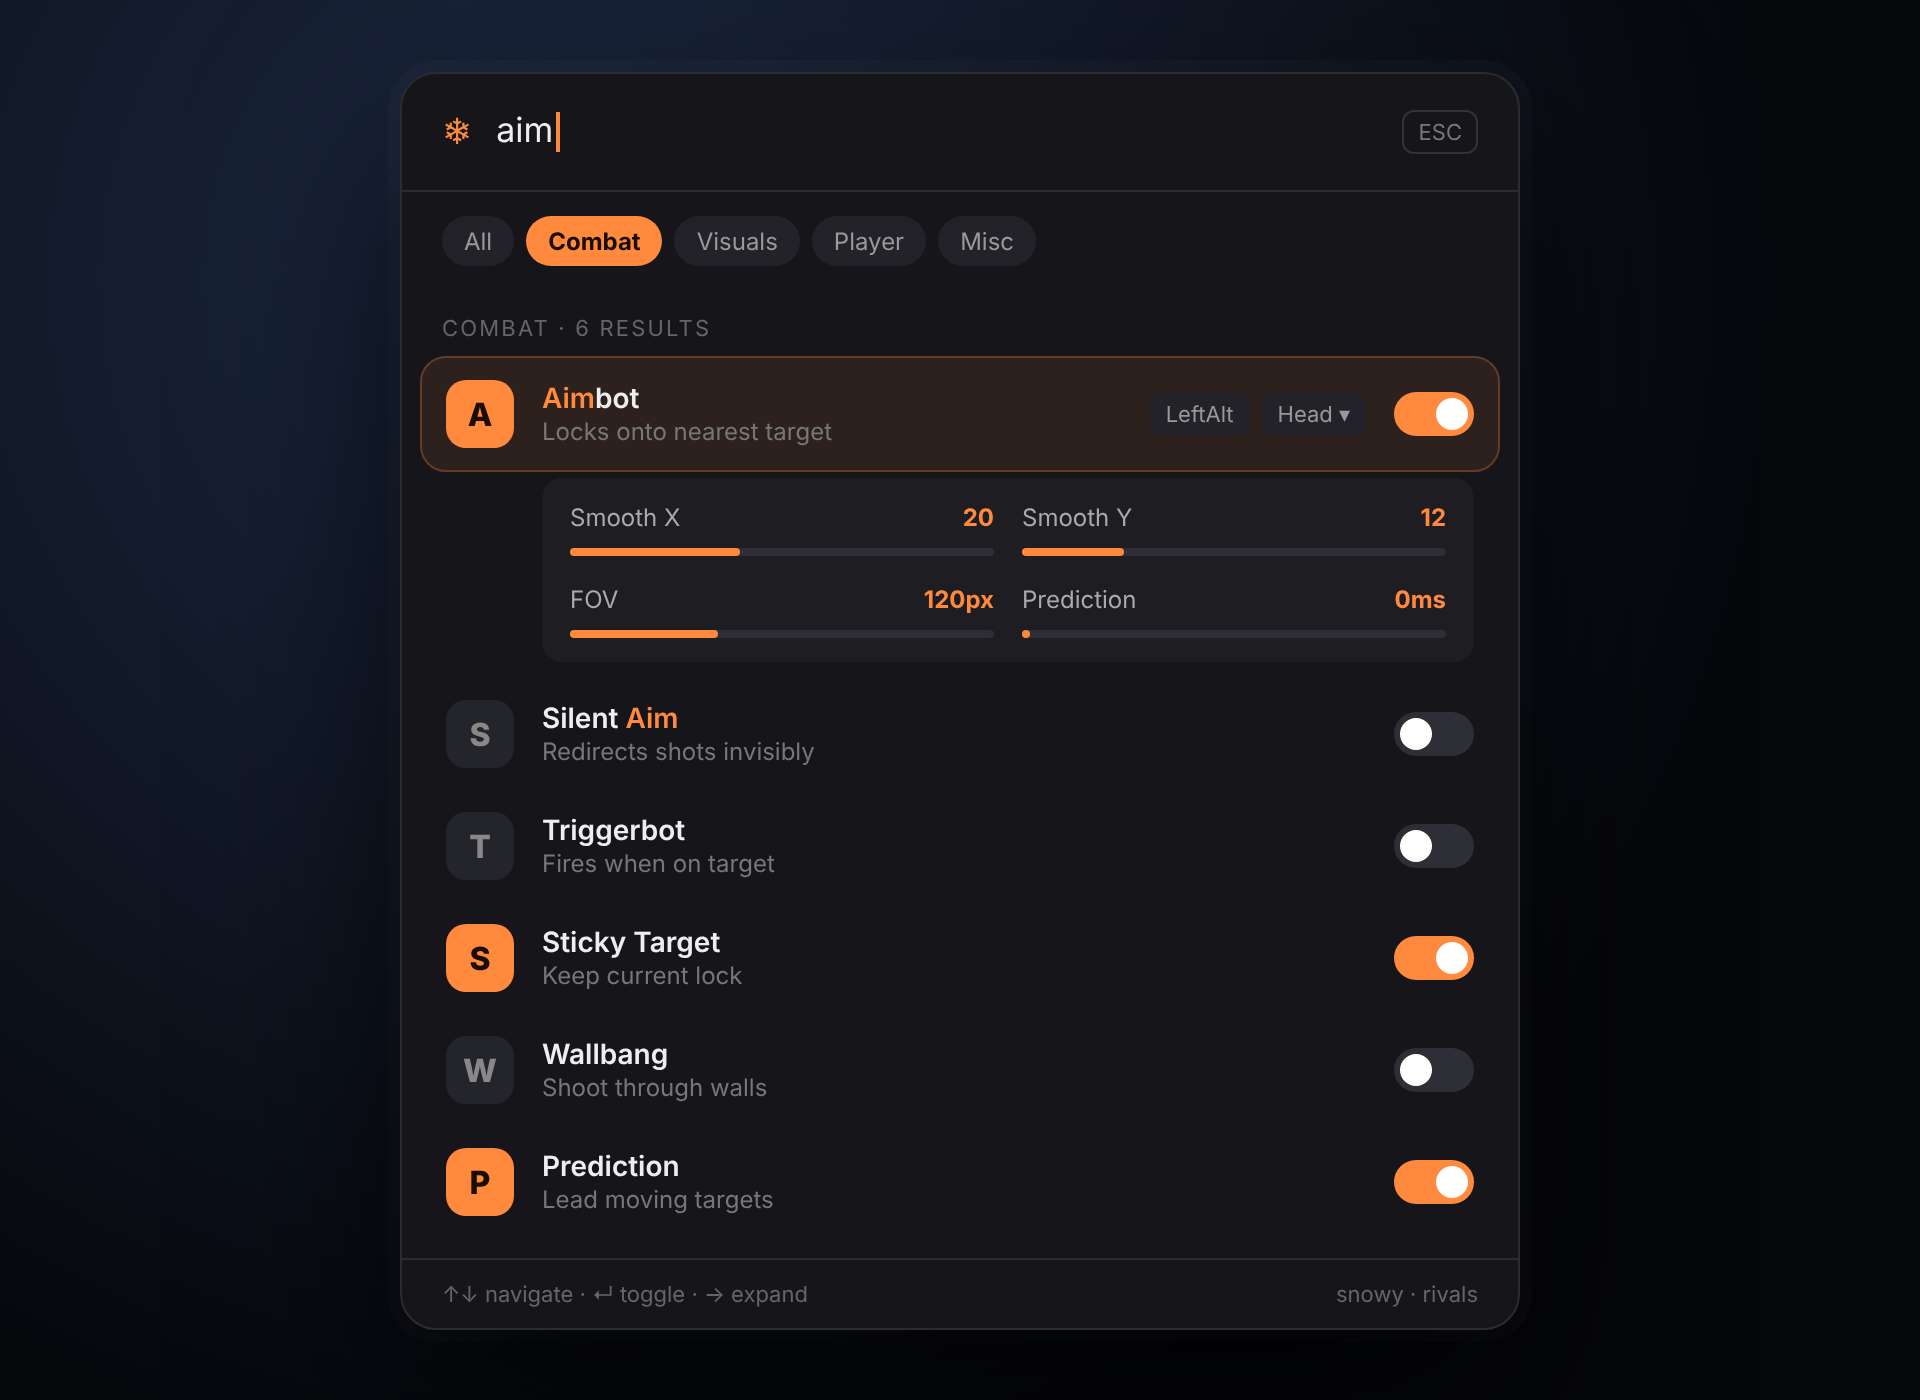 ❄ aim ESC
All Combat Visuals Player Misc
COMBAT · 6 RESULTS
A Aimbot LeftAlt Head ▾
Locks onto nearest target
Smooth X 20 Smooth Y 12
FOV 120px Prediction 0ms
S Silent Aim
Redirects shots invisibly
T Triggerbot
Fires when on target
S Sticky Target
Keep current lock
W Wallbang
Shoot through walls
P Prediction
Lead moving targets
↑↓ navigate · ↵ toggle · → expand snowy · rivals